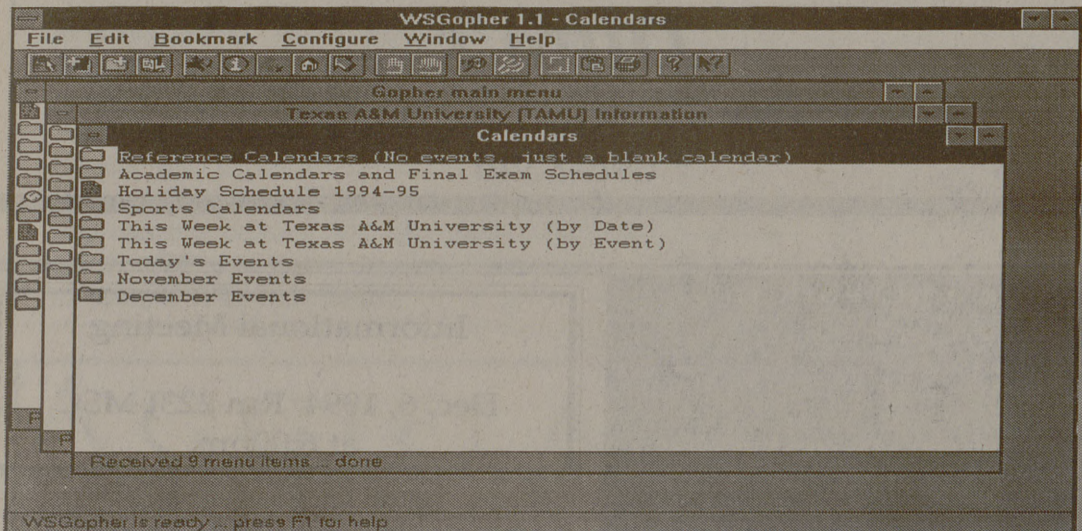 WSGopher 1.1 - Calendars
File Edit Bookmark Configure Window Help
Gopher main menu
Texas A&M University [TAMU] Information
Calendars
Reference Calendars (No events, just a blank calendar)
Academic Calendars and Final Exam Schedules
Holiday Schedule 1994-95
Sports Calendars
This Week at Texas A&M University (by Date)
This Week at Texas A&M University (by Event)
Today's Events
November Events
December Events
Received 9 menu items ... done
WSGopher is ready ... press F1 for help